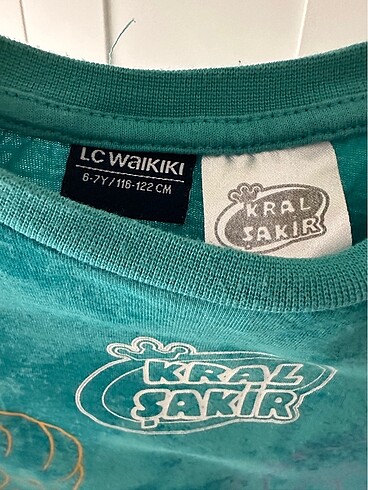 LC WAIKIKI
6-7Y / 116-122 CM
KRAL
ŞAKİR
KRAL
ŞAKİR